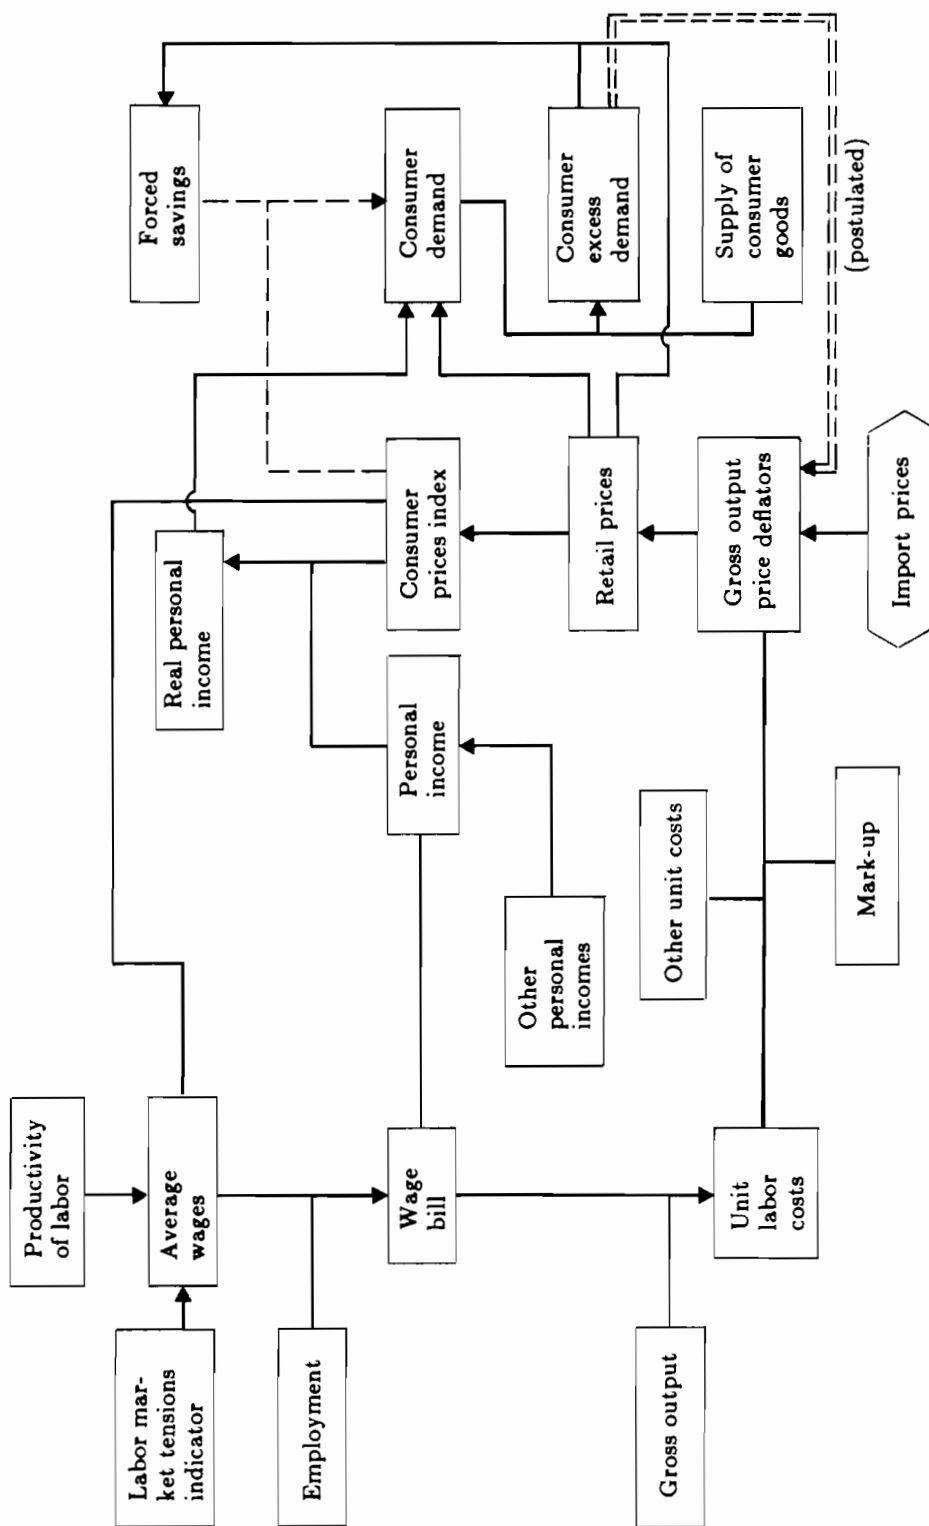 Productivity
of labor
Labor mar-
ket tensions
indicator
Average
wages
Employment
Wage
bill
Gross output
Unit
labor
costs
Real personal
income
Personal
income
Other
personal
incomes
Other unit costs
Mark-up
Forced
savings
Consumer
demand
Consumer
prices index
Consumer
excess
demand
Retail prices
Supply of
consumer
goods
Gross output
price deflators
(postulated)
Import prices